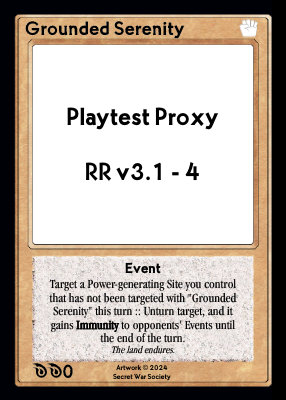 Grounded Serenity
Playtest Proxy
RR v3.1 - 4
Event
Target a Power-generating Site you control
that has not been targeted with "Grounded
Serenity" this turn :: Unturn target, and it
gains Immunity to opponents' Events until
the end of the turn.
The land endures.
Artwork © 2024
Secret War Society